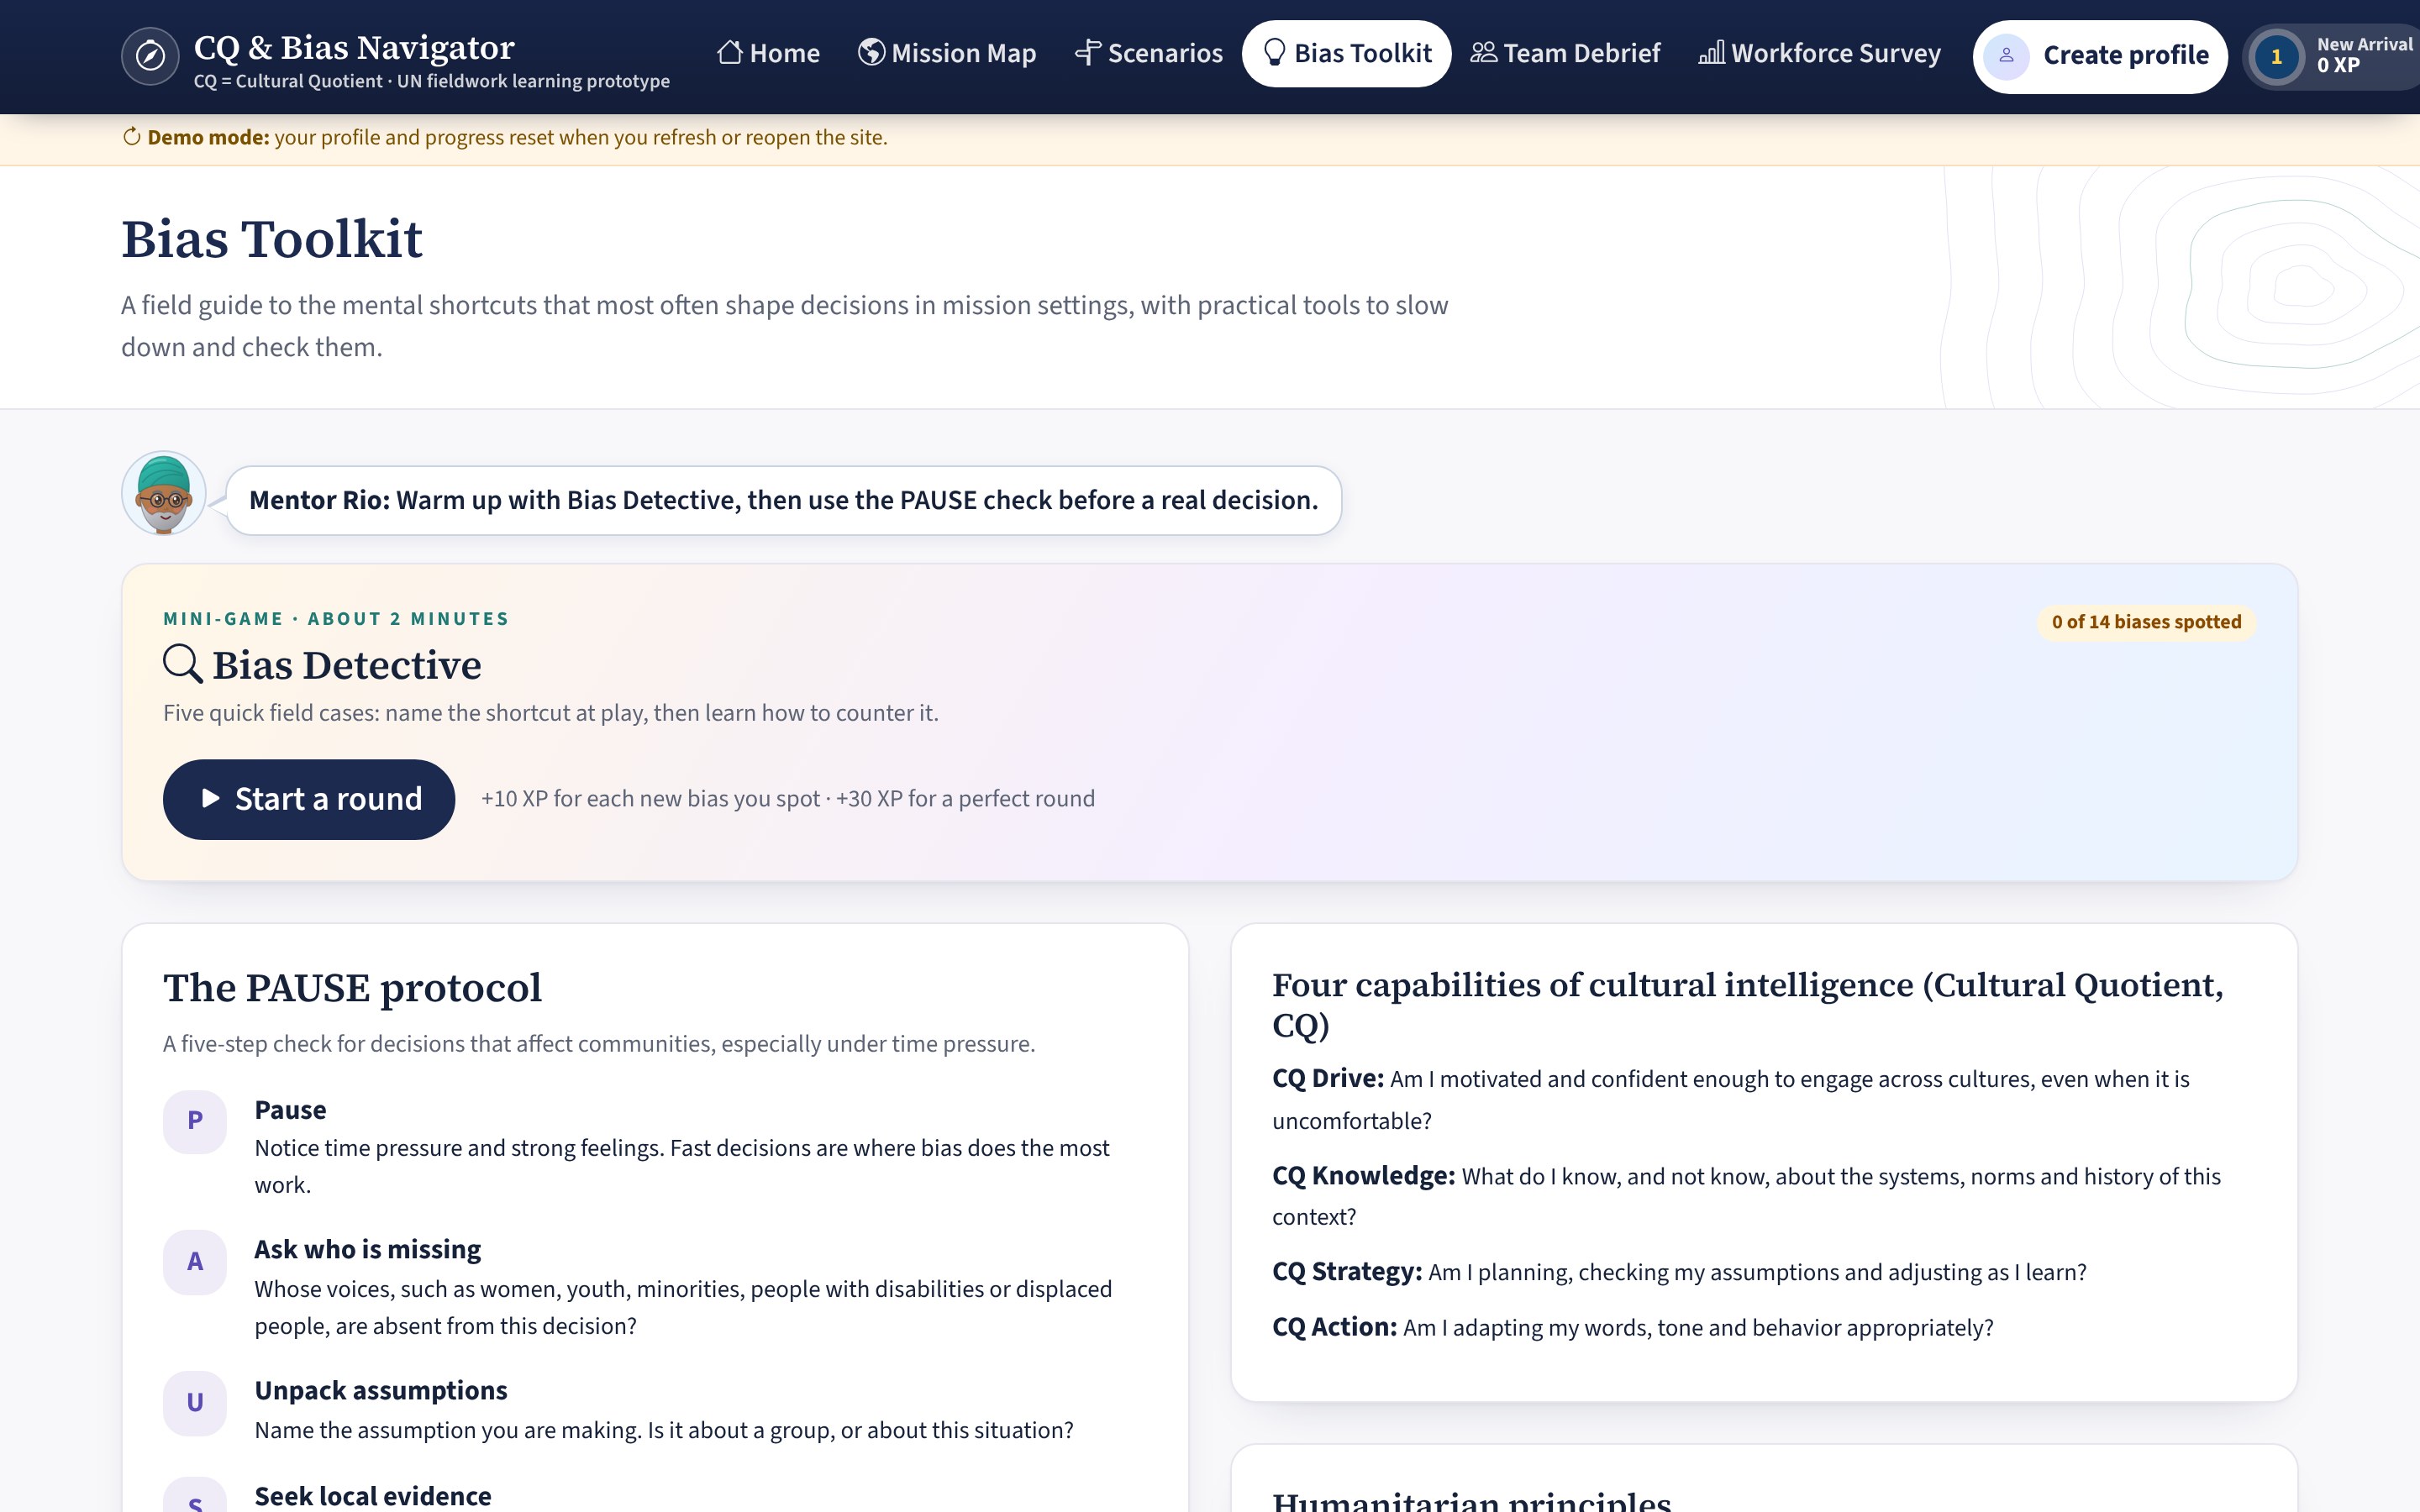 CQ & Bias Navigator
CQ = Cultural Quotient · UN fieldwork learning prototype
Home
Mission Map
Scenarios
Bias Toolkit
Team Debrief
Workforce Survey
Create profile
1
New Arrival
0 XP
Demo mode: your profile and progress reset when you refresh or reopen the site.
Bias Toolkit
A field guide to the mental shortcuts that most often shape decisions in mission settings, with practical tools to slow
down and check them.
Mentor Rio: Warm up with Bias Detective, then use the PAUSE check before a real decision.
MINI-GAME · ABOUT 2 MINUTES
0 of 14 biases spotted
Bias Detective
Five quick field cases: name the shortcut at play, then learn how to counter it.
Start a round
+10 XP for each new bias you spot · +30 XP for a perfect round
The PAUSE protocol
A five-step check for decisions that affect communities, especially under time pressure.
P
Pause
Notice time pressure and strong feelings. Fast decisions are where bias does the most
work.
A
Ask who is missing
Whose voices, such as women, youth, minorities, people with disabilities or displaced
people, are absent from this decision?
U
Unpack assumptions
Name the assumption you are making. Is it about a group, or about this situation?
S
Seek local evidence
Four capabilities of cultural intelligence (Cultural Quotient,
CQ)
CQ Drive: Am I motivated and confident enough to engage across cultures, even when it is
uncomfortable?
CQ Knowledge: What do I know, and not know, about the systems, norms and history of this
context?
CQ Strategy: Am I planning, checking my assumptions and adjusting as I learn?
CQ Action: Am I adapting my words, tone and behavior appropriately?
Humanitarian principles